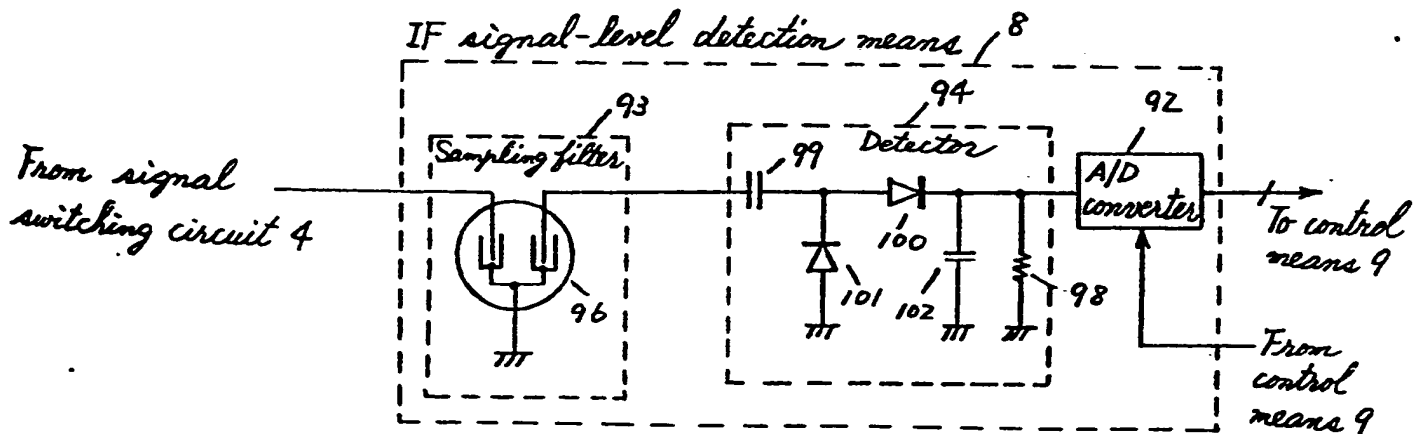 IF signal-level detection means
8
93
94
92
Sampling filter
99
Detector
A/D
converter
From signal
switching circuit 4
To control
means 9
100
101
102
98
96
From
control
means 9